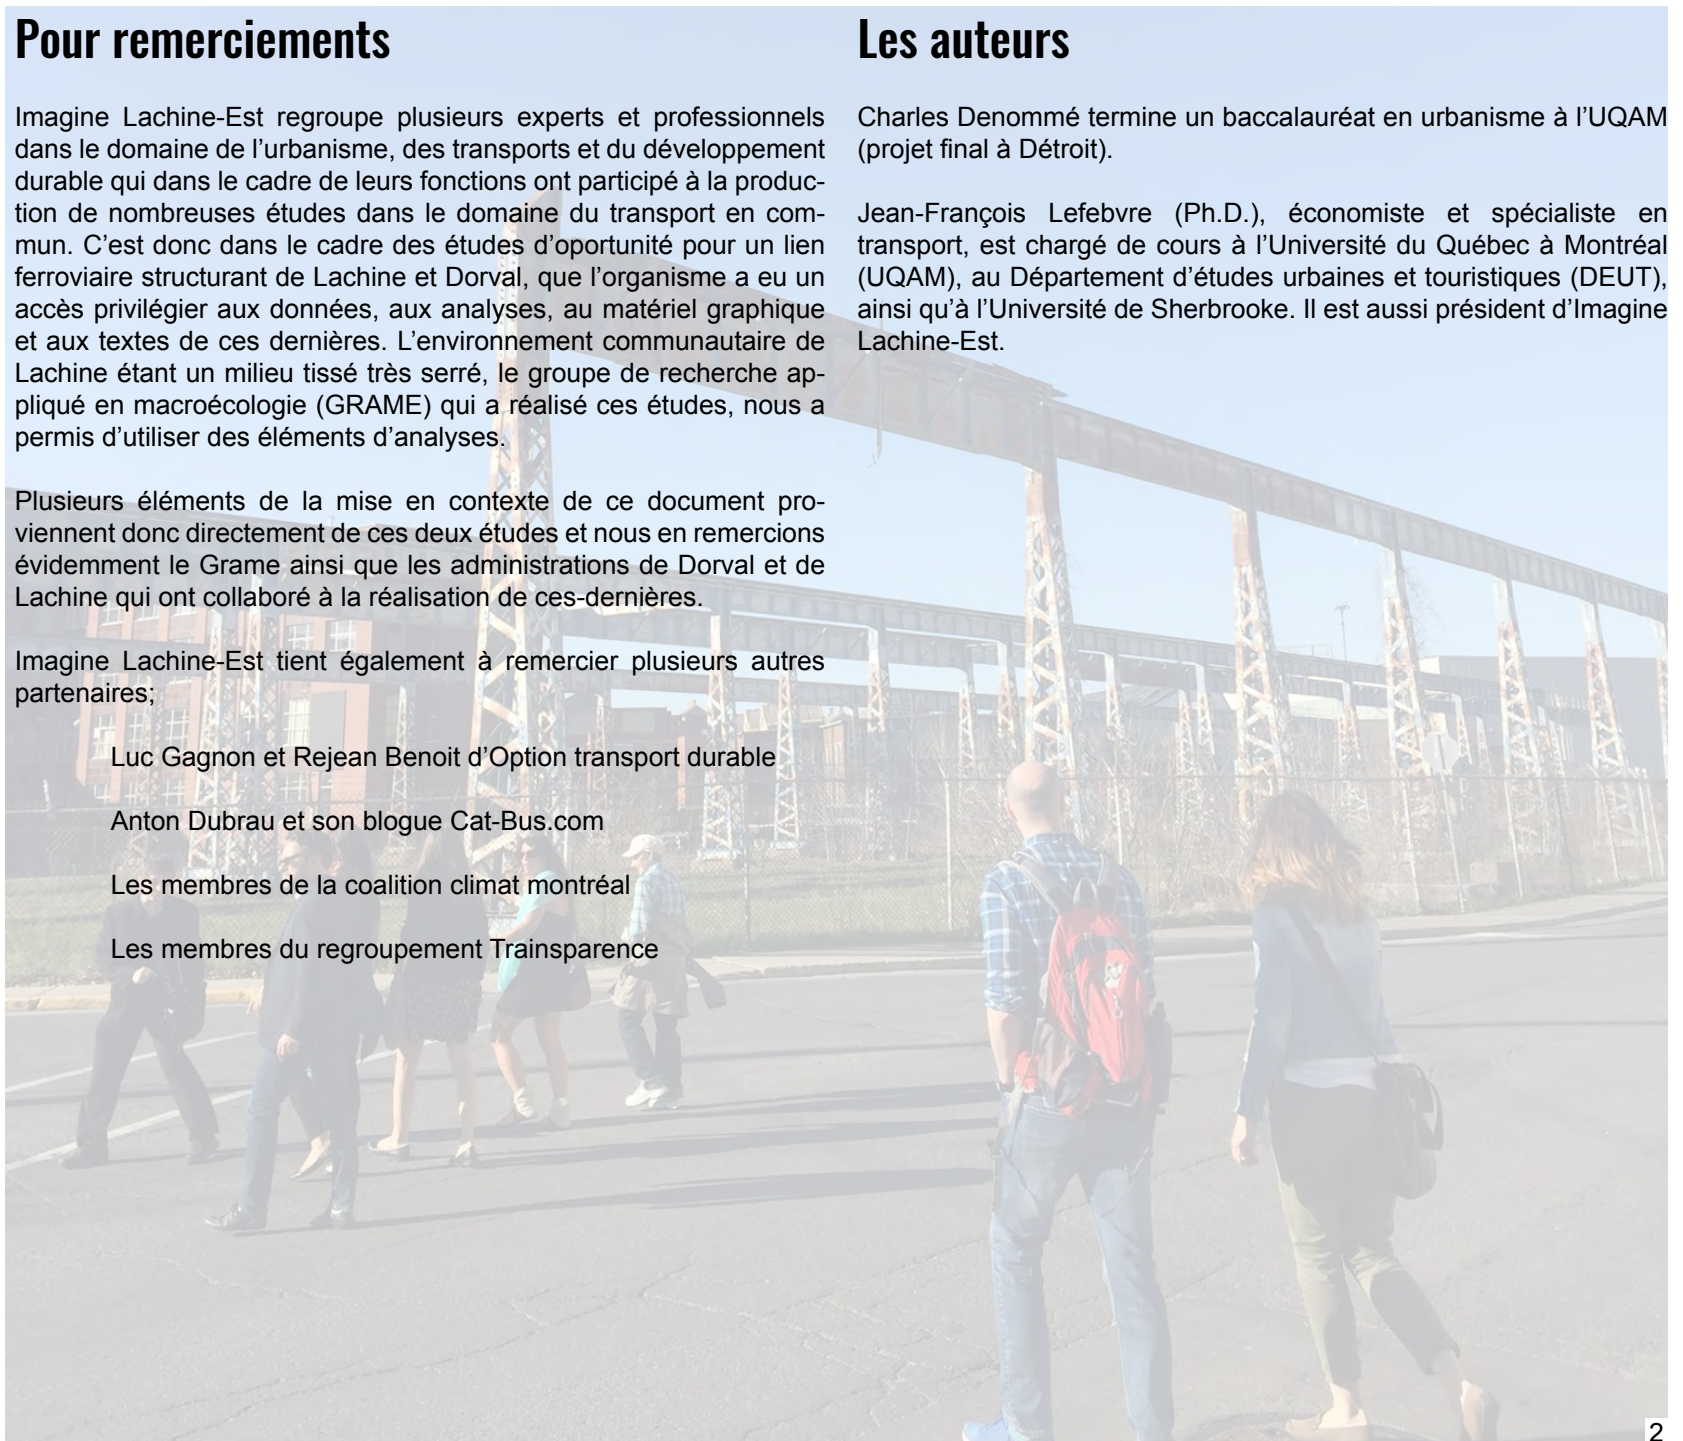 Pour remerciements
Imagine Lachine-Est regroupe plusieurs experts et professionnels
dans le domaine de l'urbanisme, des transports et du développement
durable qui dans le cadre de leurs fonctions ont participé à la produc-
tion de nombreuses études dans le domaine du transport en com-
mun. C'est donc dans le cadre des études d'oportunité pour un lien
ferroviaire structurant de Lachine et Dorval, que l'organisme a eu un
accès privilégier aux données, aux analyses, au matériel graphique
et aux textes de ces dernières. L'environnement communautaire de
Lachine étant un milieu tissé très serré, le groupe de recherche ap-
pliqué en macroécologie (GRAME) qui a réalisé ces études, nous a
permis d'utiliser des éléments d'analyses.
Plusieurs éléments de la mise en contexte de ce document pro-
viennent donc directement de ces deux études et nous en remercions
évidemment le Grame ainsi que les administrations de Dorval et de
Lachine qui ont collaboré à la réalisation de ces-dernières.
Imagine Lachine-Est tient également à remercier plusieurs autres
partenaires;
Luc Gagnon et Rejean Benoit d'Option transport durable
Anton Dubrau et son blogue Cat-Bus.com
Les membres de la coalition climat montréal
Les membres du regroupement Trainsparence
Les auteurs
Charles Denommé termine un baccalauréat en urbanisme à l'UQAM
(projet final à Détroit).
Jean-François Lefebvre (Ph.D.), économiste et spécialiste en
transport, est chargé de cours à l'Université du Québec à Montréal
(UQAM), au Département d'études urbaines et touristiques (DEUT),
ainsi qu'à l'Université de Sherbrooke. Il est aussi président d'Imagine
Lachine-Est.
2